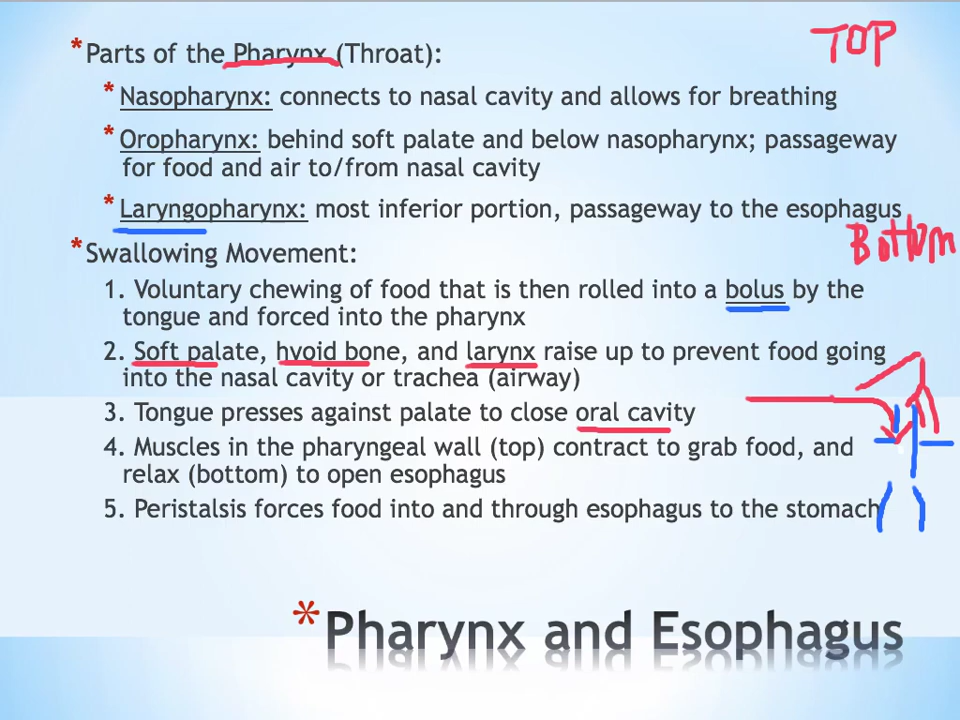 *Parts of the Pharynx (Throat):
TOP
*Nasopharynx: connects to nasal cavity and allows for breathing
*Oropharynx: behind soft palate and below nasopharynx; passageway
for food and air to/from nasal cavity
*Laryngopharynx: most inferior portion, passageway to the esophagus
Bottom
*Swallowing Movement:
1. Voluntary chewing of food that is then rolled into a bolus by the
tongue and forced into the pharynx
2. Soft palate, hyoid bone, and larynx raise up to prevent food going
into the nasal cavity or trachea (airway)
3. Tongue presses against palate to close oral cavity
4. Muscles in the pharyngeal wall (top) contract to grab food, and
relax (bottom) to open esophagus
5. Peristalsis forces food into and through esophagus to the stomach
*Pharynx and Esophagus